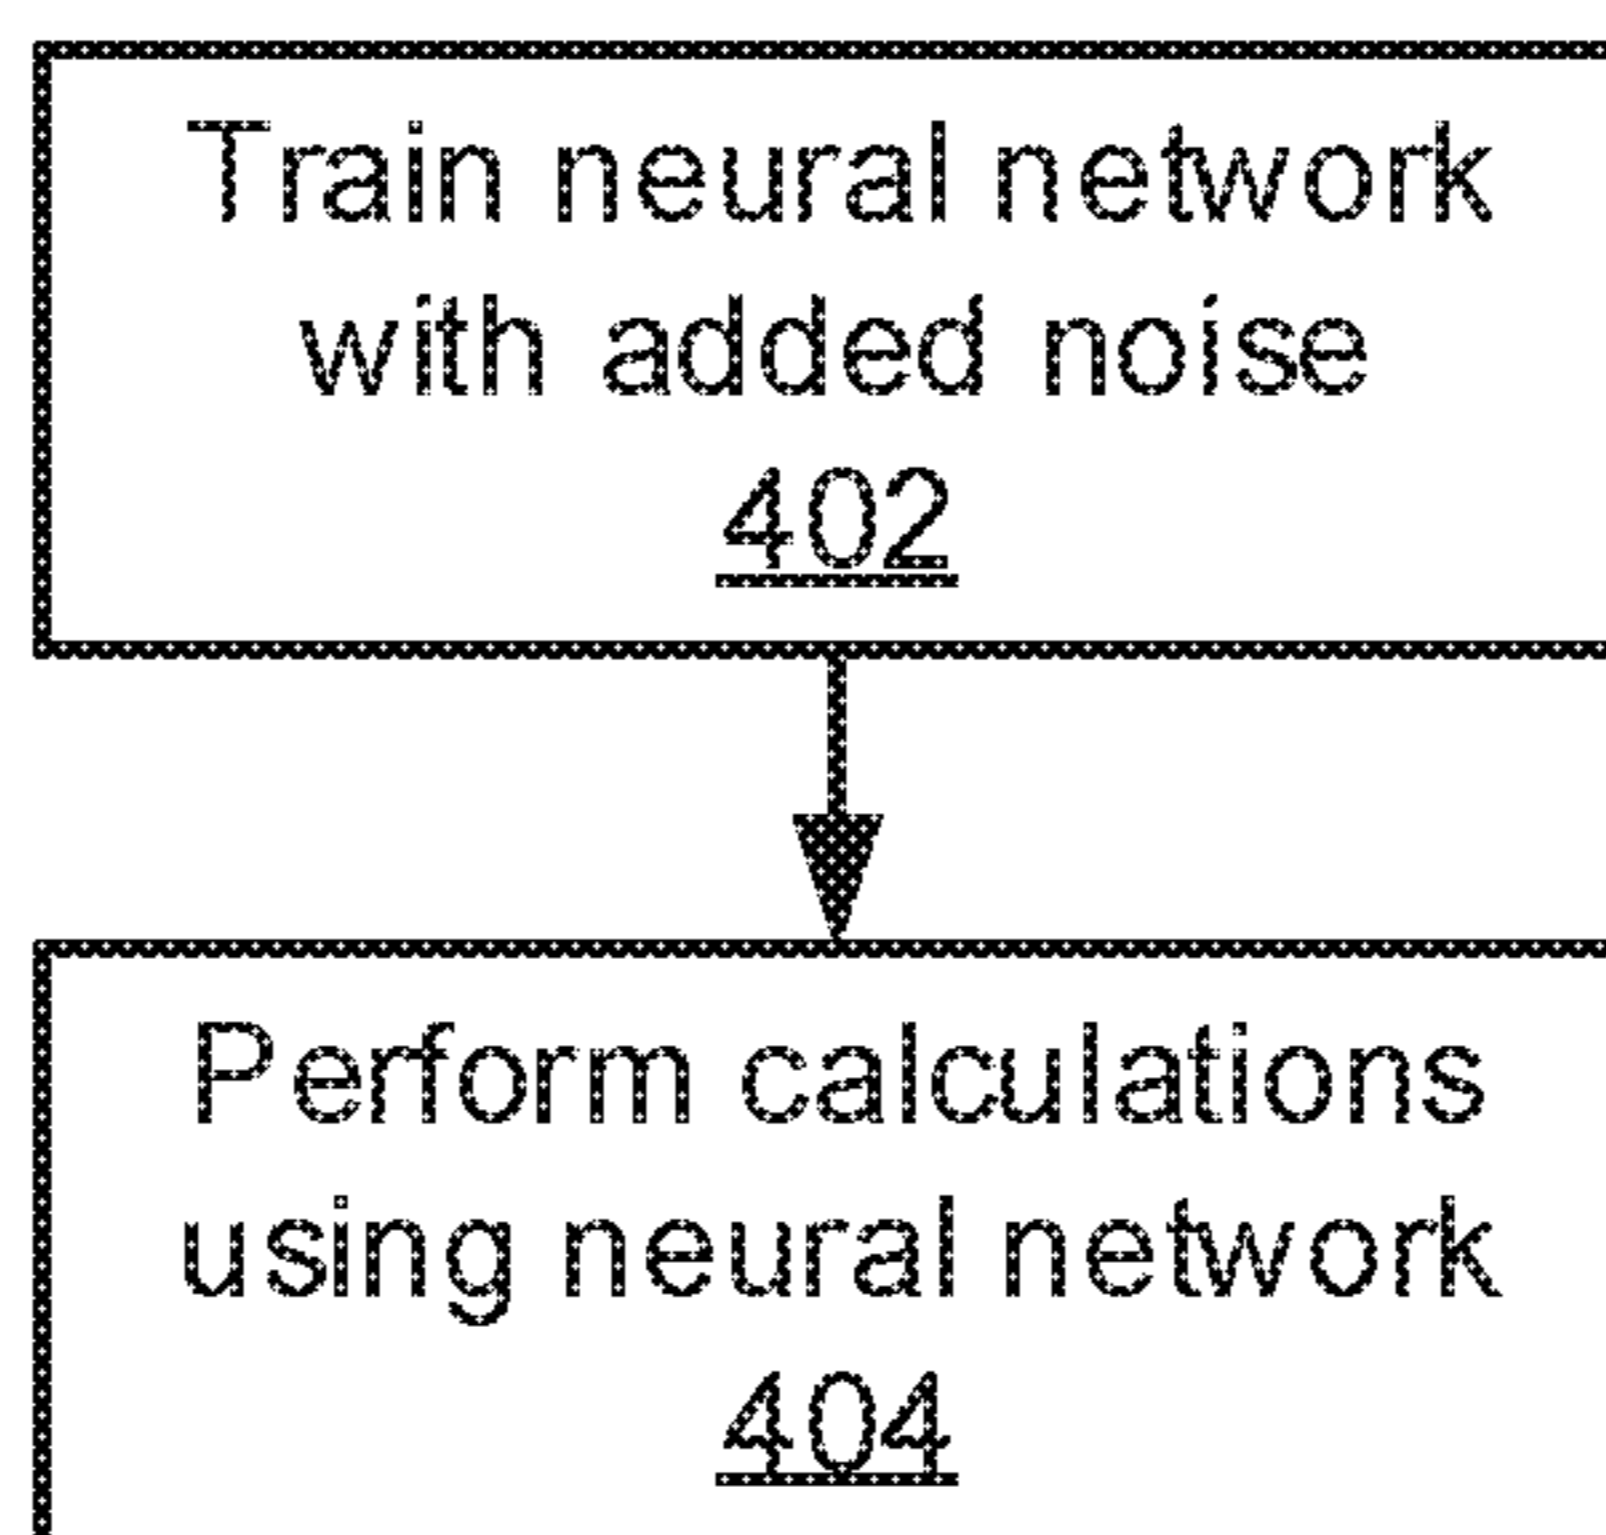 Train neural network
with added noise
402
Perform calculations
using neural network
404